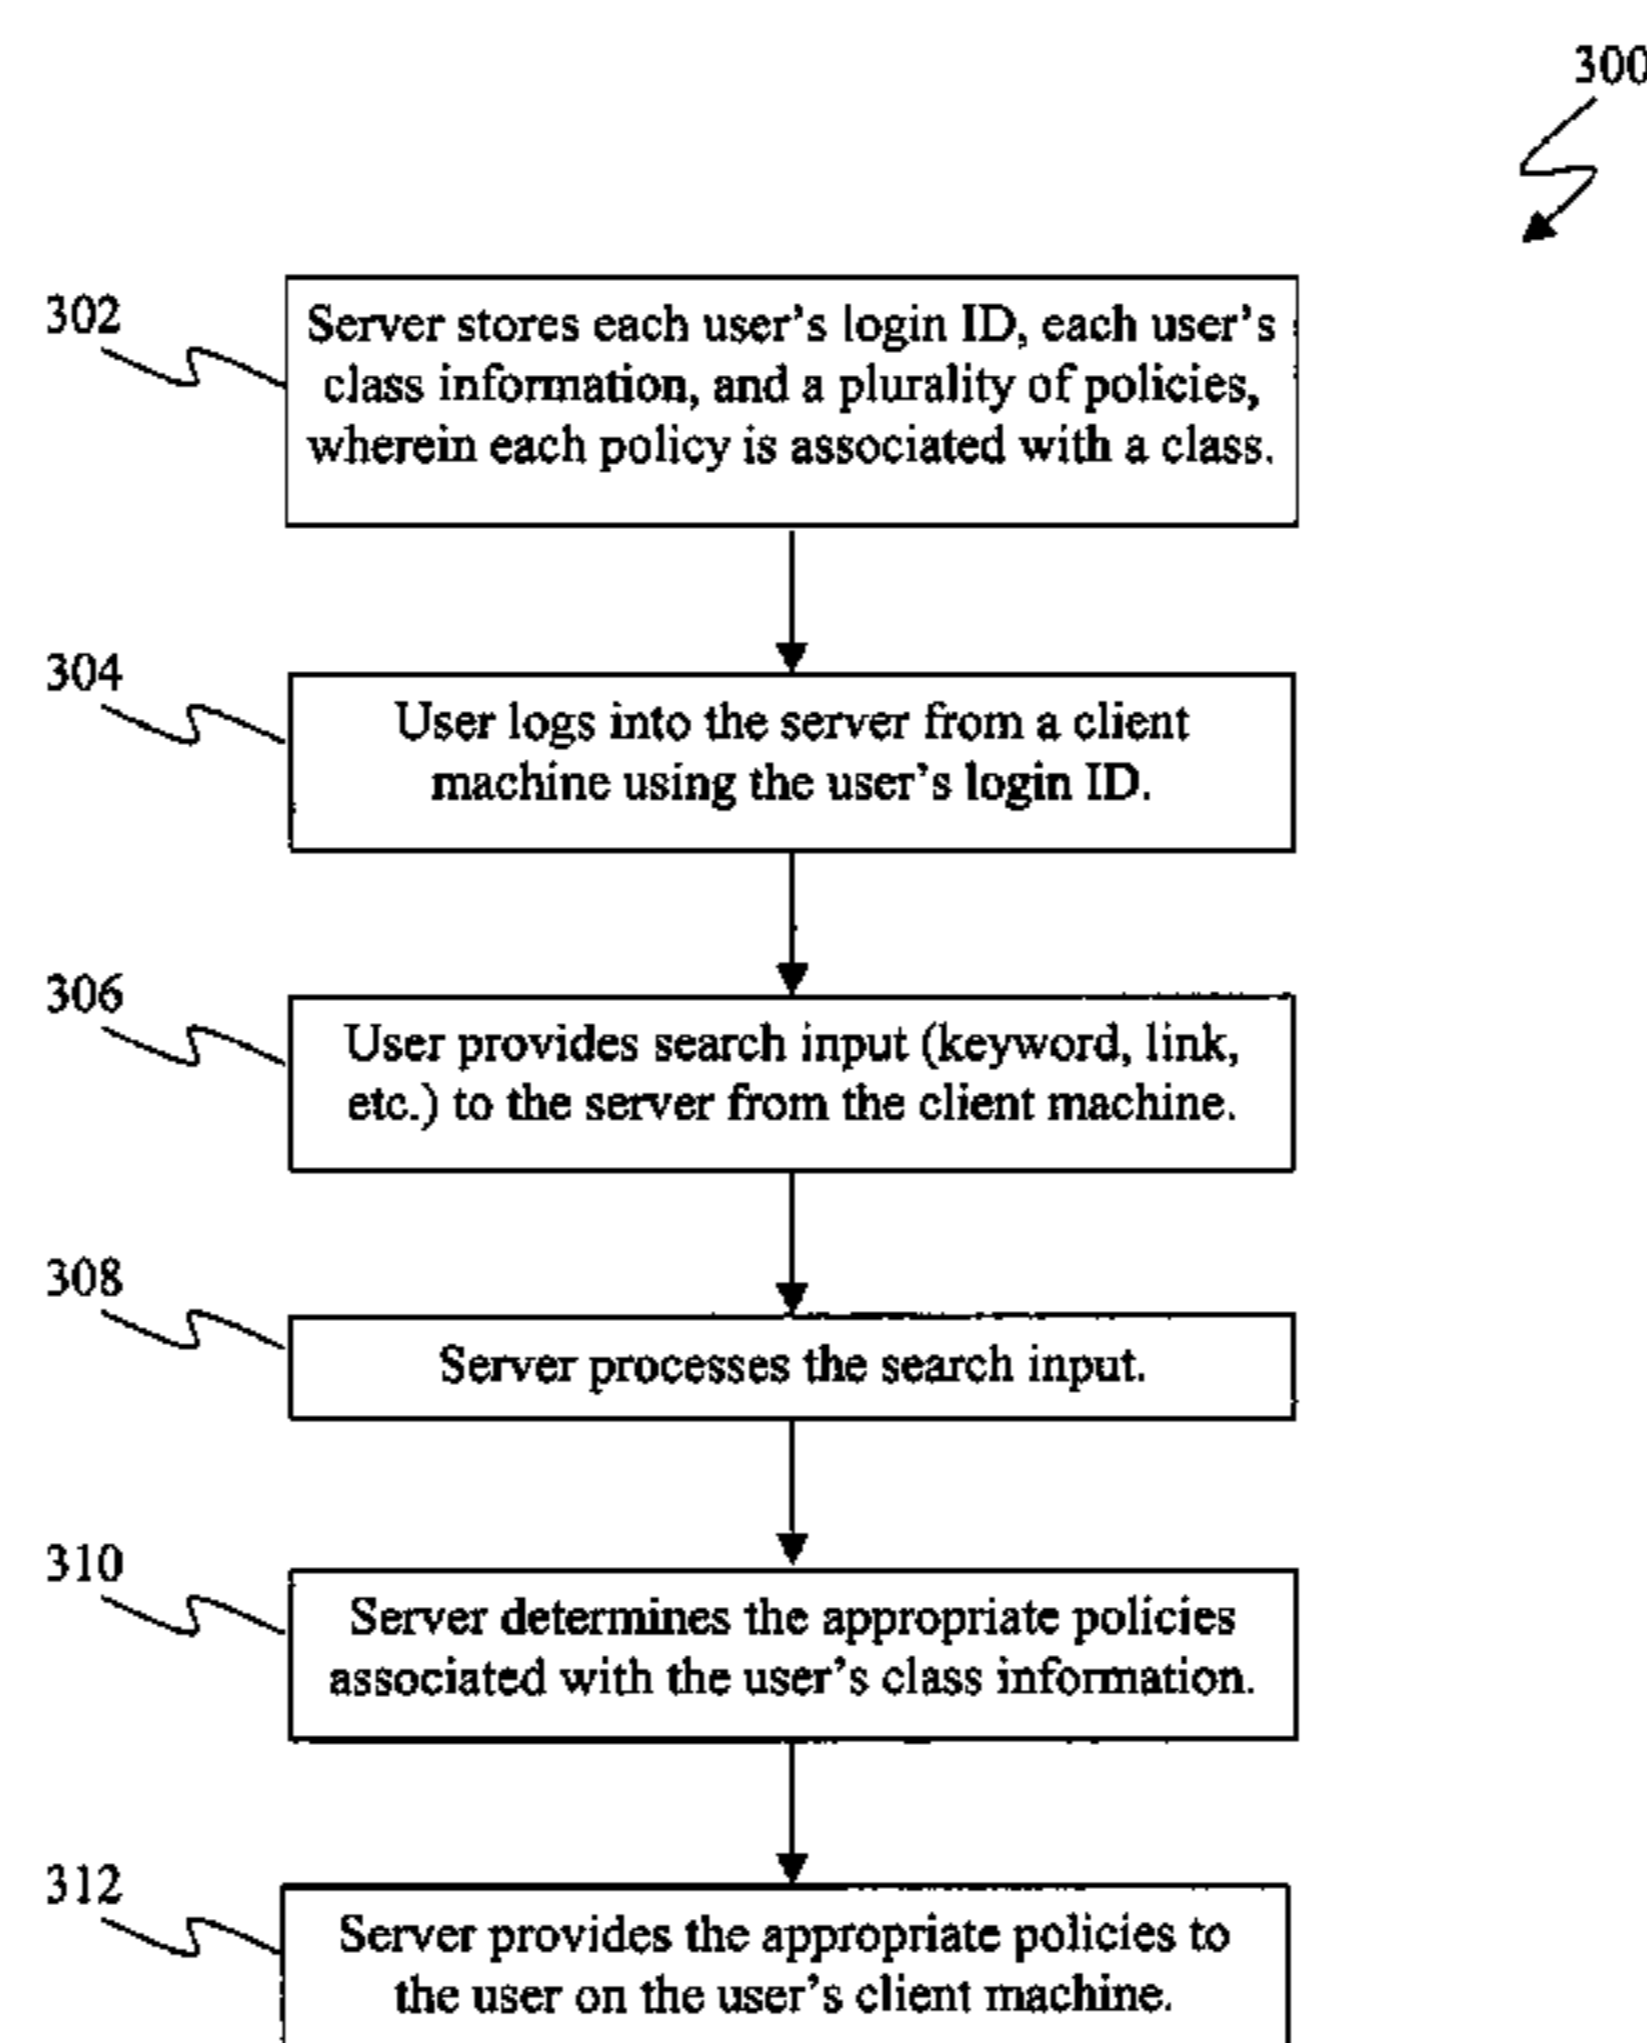 300
302
Server stores each user's login ID, each user's
class information, and a plurality of policies,
wherein each policy is associated with a class.
304
User logs into the server from a client
machine using the user's login ID.
306
User provides search input (keyword, link,
etc.) to the server from the client machine.
308
Server processes the search input.
310
Server determines the appropriate policies
associated with the user's class information.
312
Server provides the appropriate policies to
the user on the user's client machine.